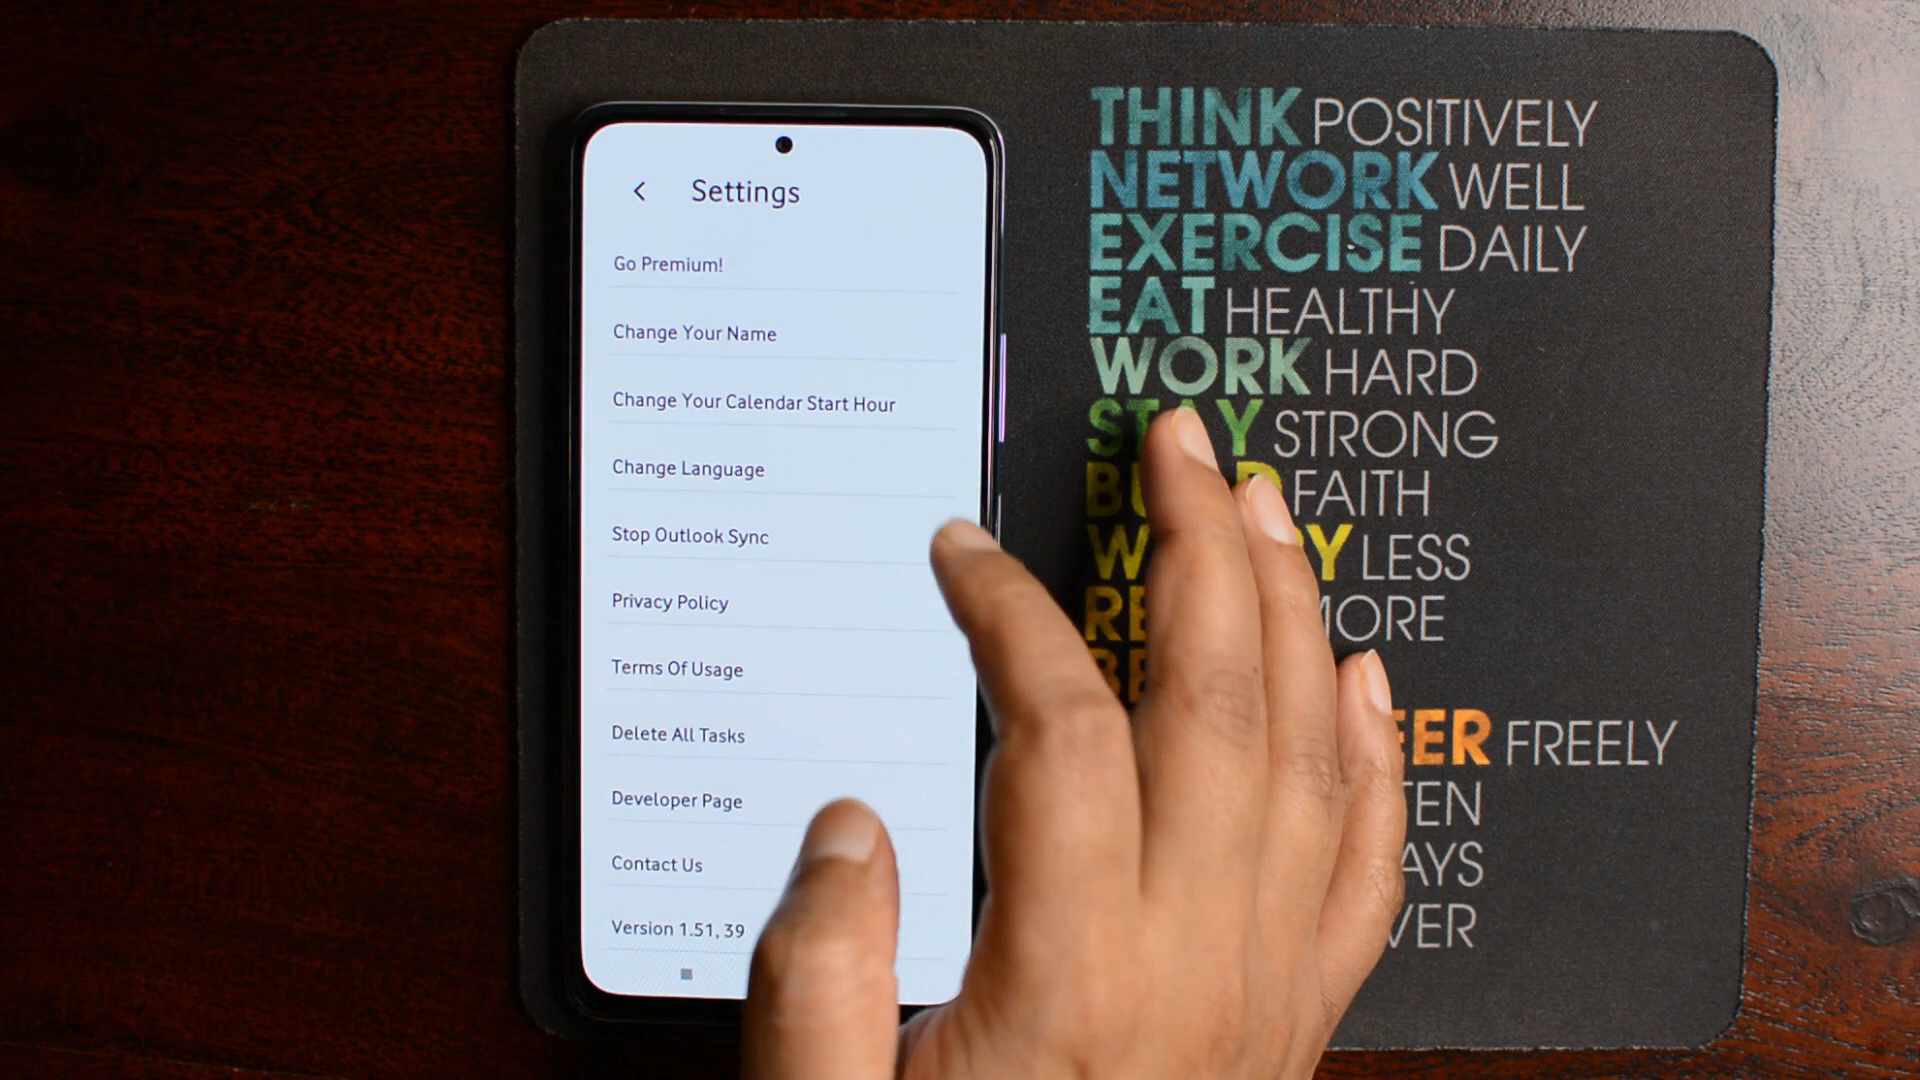 Settings
Go Premium!
Change Your Name
Change Your Calendar Start Hour
Change Language
Stop Outlook Sync
Privacy Policy
Terms Of Usage
Delete All Tasks
Developer Page
Contact Us
Version 1.51, 39
THINK POSITIVELY
NETWORK WELL
EXERCISE DAILY
EAT HEALTHY
WORK HARD
STRONG
FAITH
LESS
MORE
FREELY